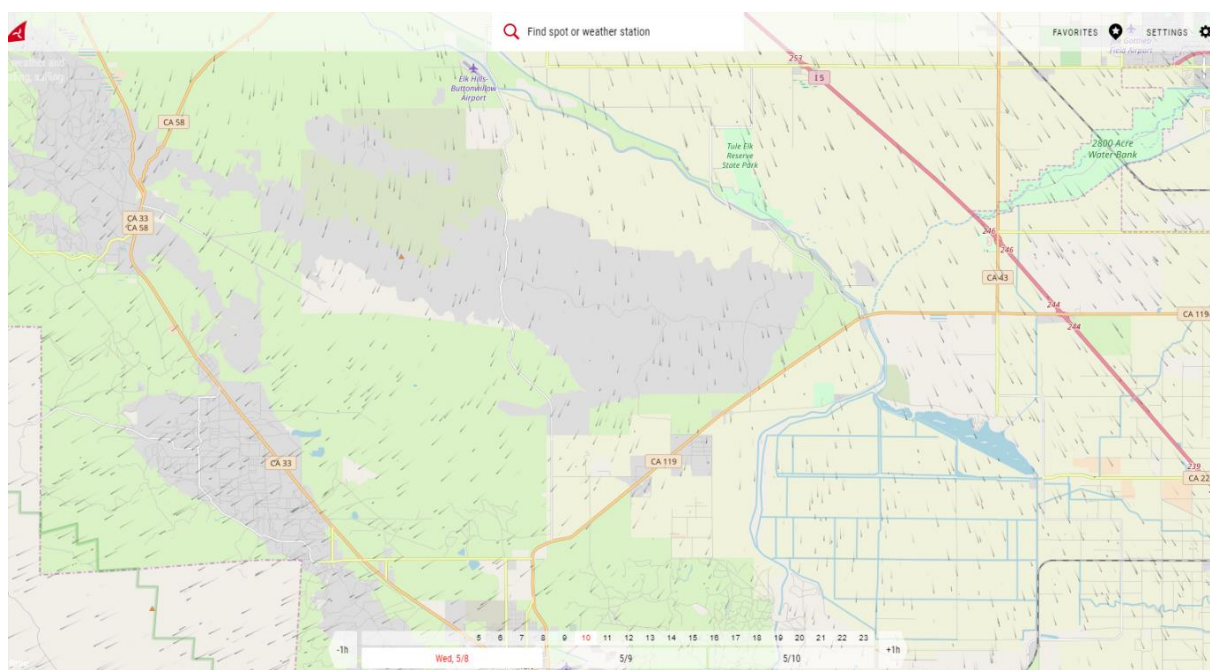 Find spot or weather station
FAVORITES
SETTINGS
Field Airport
253
I 5
Elk Hills-
Buttonwillow
Airport
CA 58
Tule Elk
Reserve
State Park
2800 Acre
Water Bank
CA 33
CA 58
246
246
CA 43
244
244
CA 119
CA 33
CA 119
239
CA 22
-1h
5 6 7 8 9 10 11 12 13 14 15 16 17 18 19 20 21 22 23
+1h
Wed, 5/8
5/9
5/10